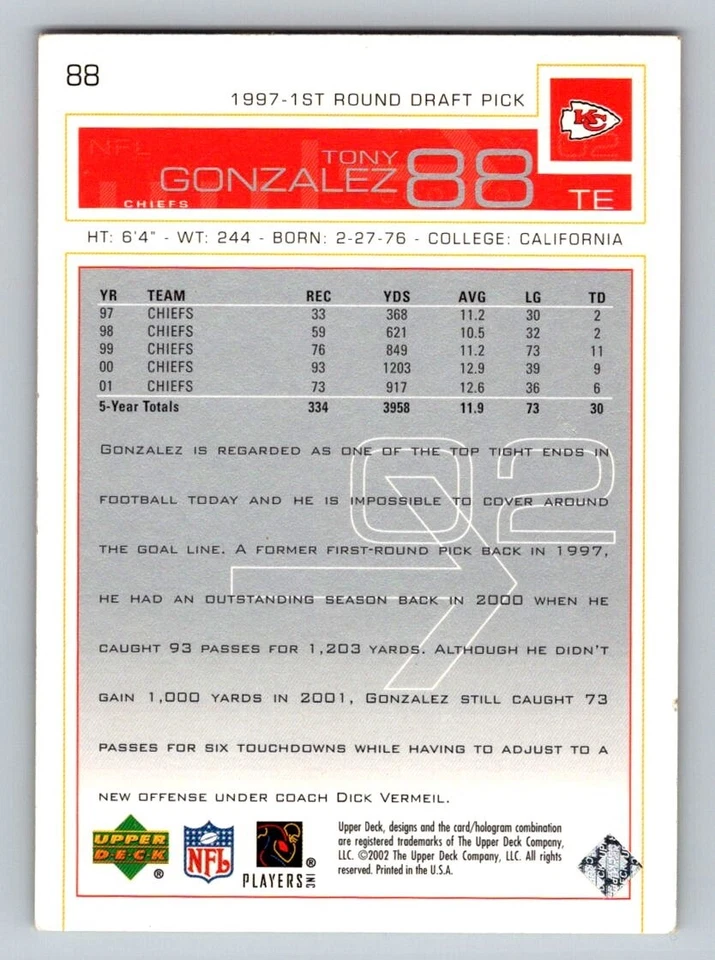 88
1997-1ST ROUND DRAFT PICK
KC
NFL
02
TONY
GONZALEZ 88
CHIEFS
TE
HT: 6'4" - WT: 244 - BORN: 2-27-76 - COLLEGE: CALIFORNIA
YR TEAM REC YDS AVG LG TD
97 CHIEFS 33 368 11.2 30 2
98 CHIEFS 59 621 10.5 32 2
99 CHIEFS 76 849 11.2 73 11
00 CHIEFS 93 1203 12.9 39 9
01 CHIEFS 73 917 12.6 36 6
5-Year Totals 334 3958 11.9 73 30
02
GONZALEZ IS REGARDED AS ONE OF THE TOP TIGHT ENDS IN
FOOTBALL TODAY AND HE IS IMPOSSIBLE TO COVER AROUND
THE GOAL LINE. A FORMER FIRST-ROUND PICK BACK IN 1997,
HE HAD AN OUTSTANDING SEASON BACK IN 2000 WHEN HE
CAUGHT 93 PASSES FOR 1,203 YARDS. ALTHOUGH HE DIDN'T
GAIN 1,000 YARDS IN 2001, GONZALEZ STILL CAUGHT 73
PASSES FOR SIX TOUCHDOWNS WHILE HAVING TO ADJUST TO A
NEW OFFENSE UNDER COACH DICK VERMEIL.
UPPER
DECK ®
NFL
PLAYERS INC ®
Upper Deck, designs and the card/hologram combination
are registered trademarks of The Upper Deck Company,
LLC. ©2002 The Upper Deck Company, LLC. All rights
reserved. Printed in the U.S.A.